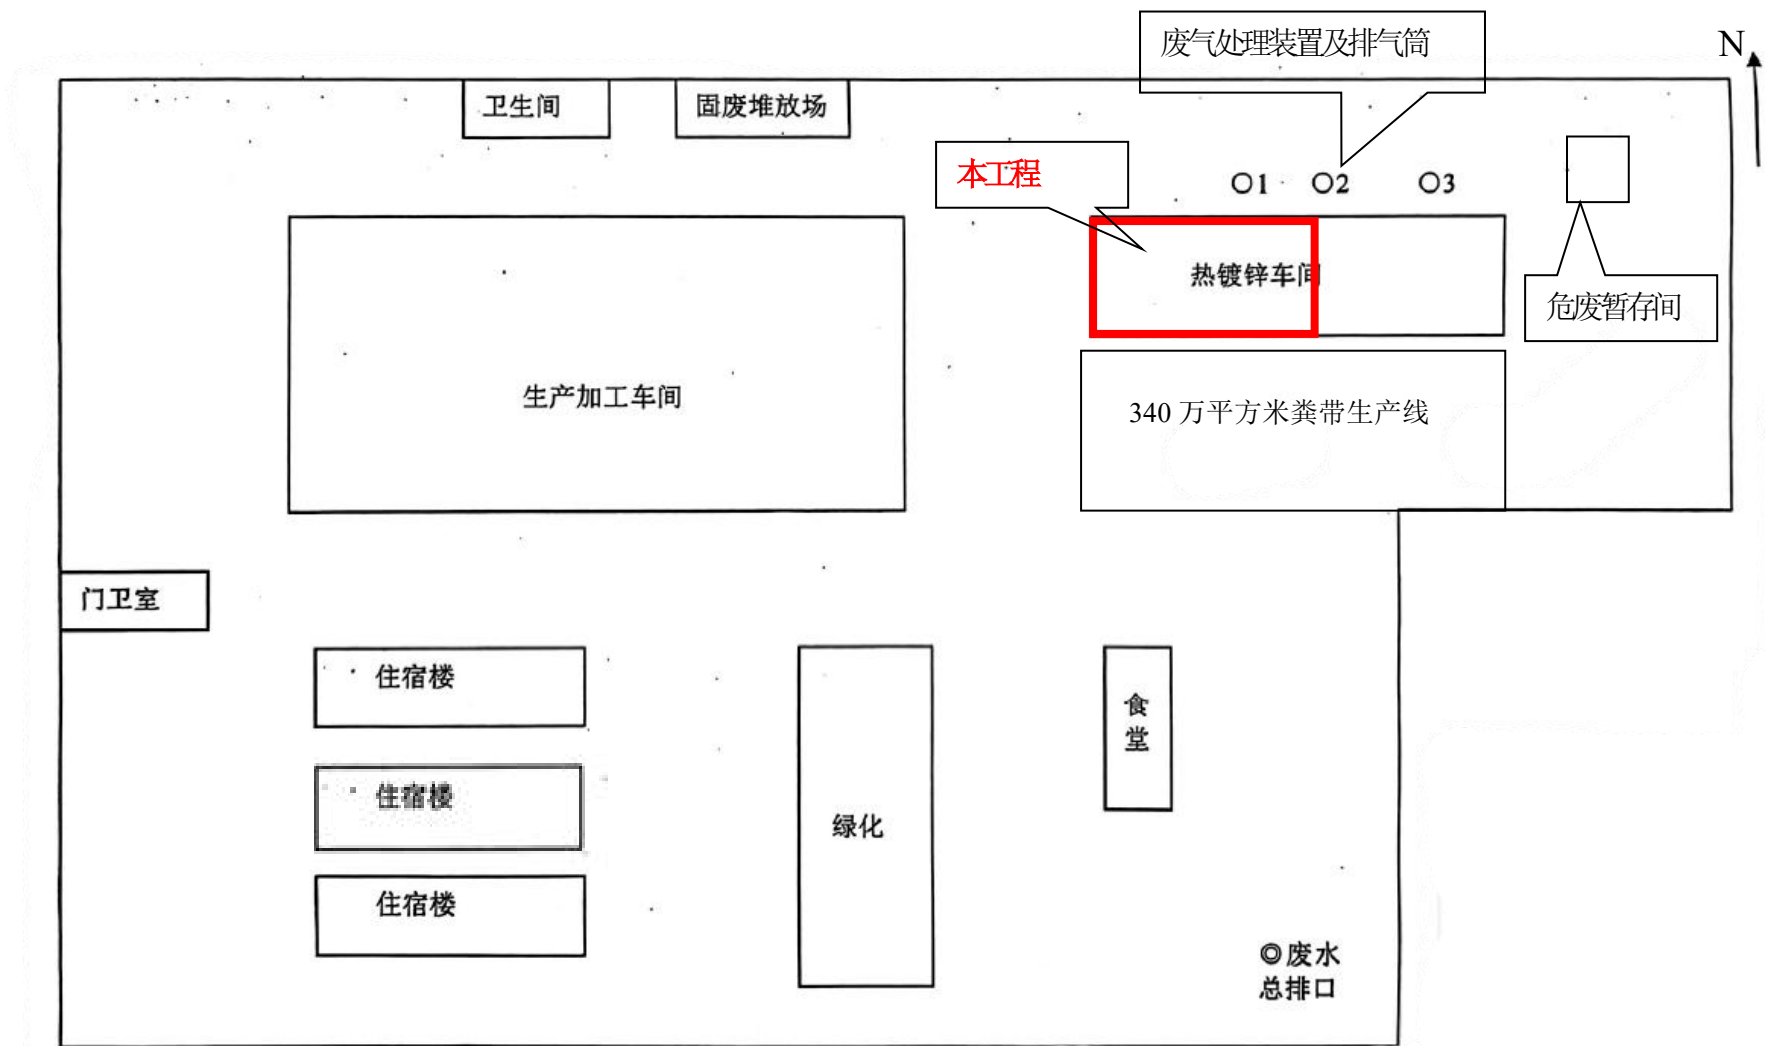 废气处理装置及排气筒
N
卫生间
固废堆放场
本工程
○1
○2
○3
热镀锌车间
危废暂存间
生产加工车间
340 万平方米粪带生产线
门卫室
住宿楼
食堂
住宿楼
绿化
住宿楼
◎废水
总排口